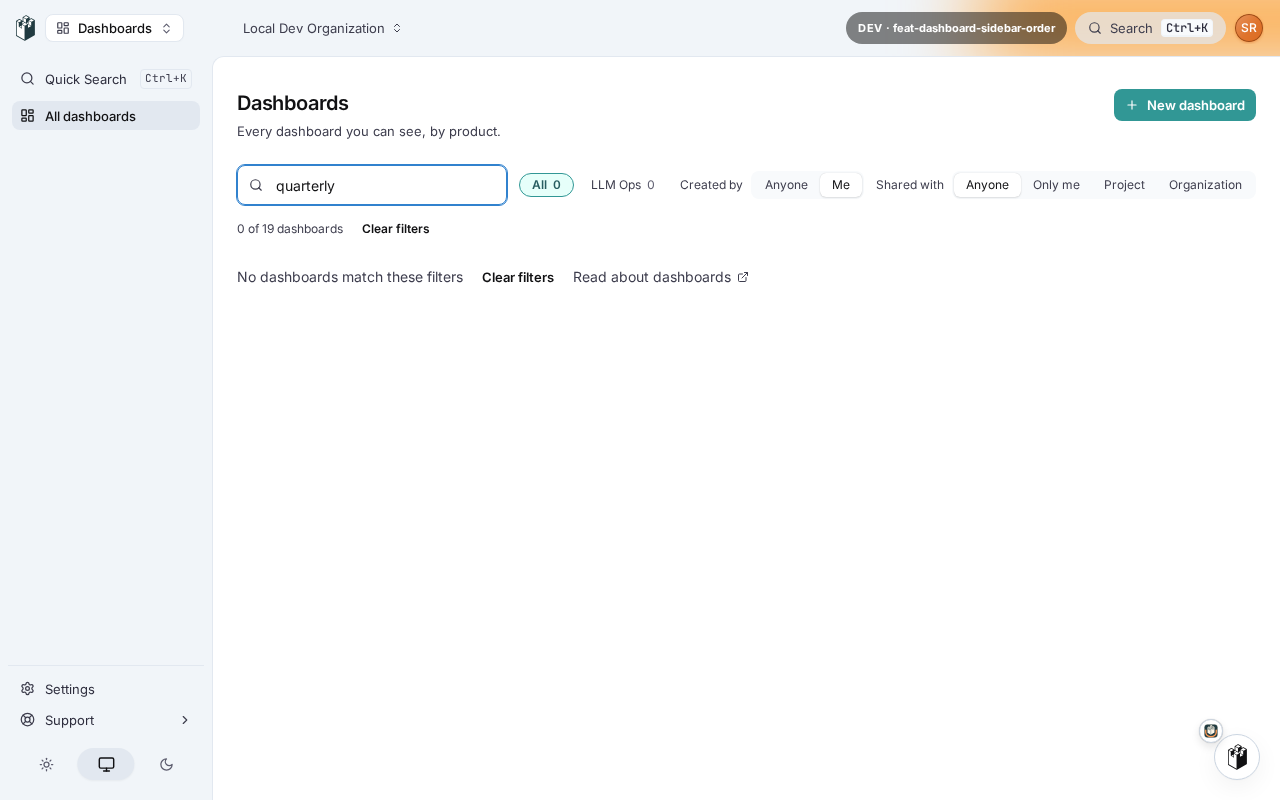 Dashboards
Local Dev Organization
DEV · feat-dashboard-sidebar-order
Search Ctrl+K
SR
Quick Search Ctrl+K
All dashboards
Dashboards
Every dashboard you can see, by product.
New dashboard
quarterly
All 0
LLM Ops 0
Created by
Anyone
Me
Shared with
Anyone
Only me
Project
Organization
0 of 19 dashboards
Clear filters
No dashboards match these filters
Clear filters
Read about dashboards
Settings
Support